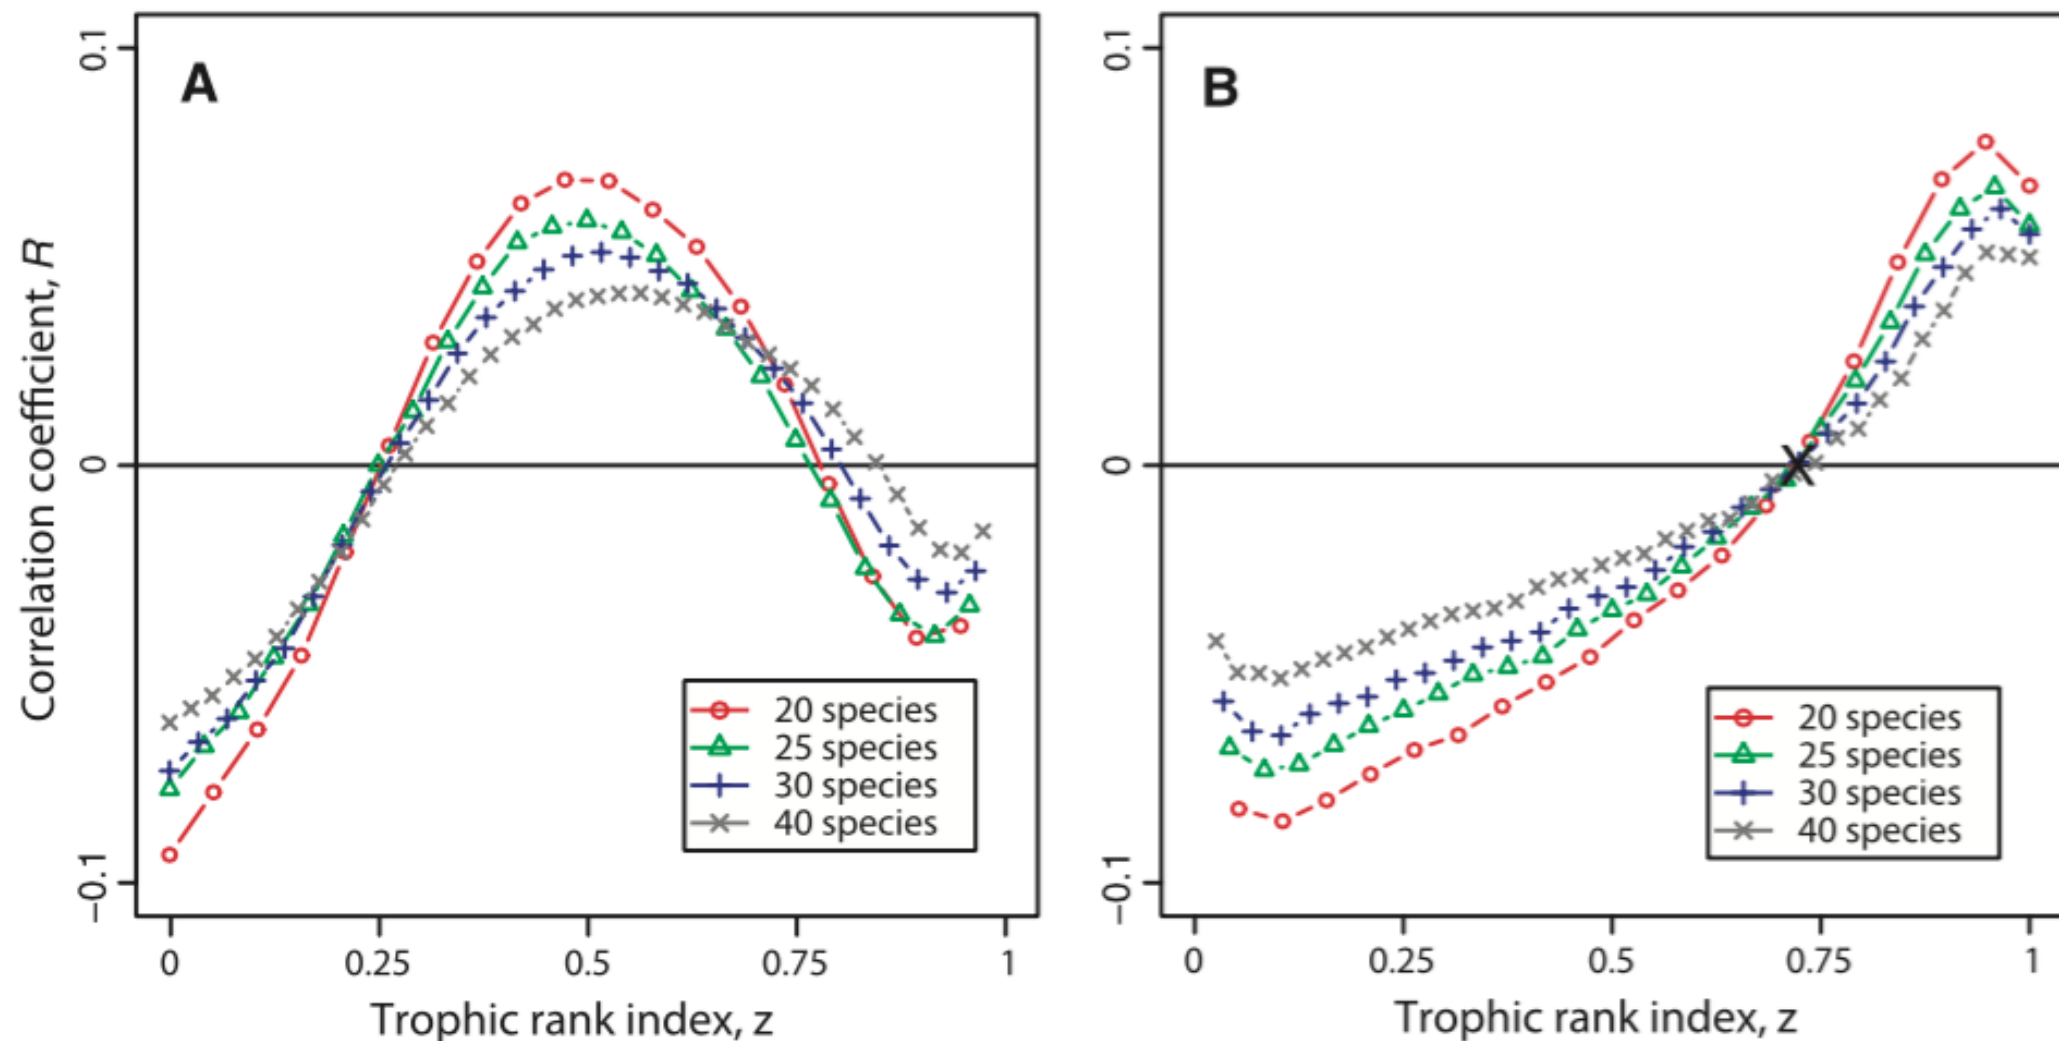 A
0.1
0
−0.1
Correlation coefficient, R
0
0.25
0.5
0.75
1
Trophic rank index, z
20 species
25 species
30 species
40 species
B
0.1
0
−0.1
X
0
0.25
0.5
0.75
1
Trophic rank index, z
20 species
25 species
30 species
40 species